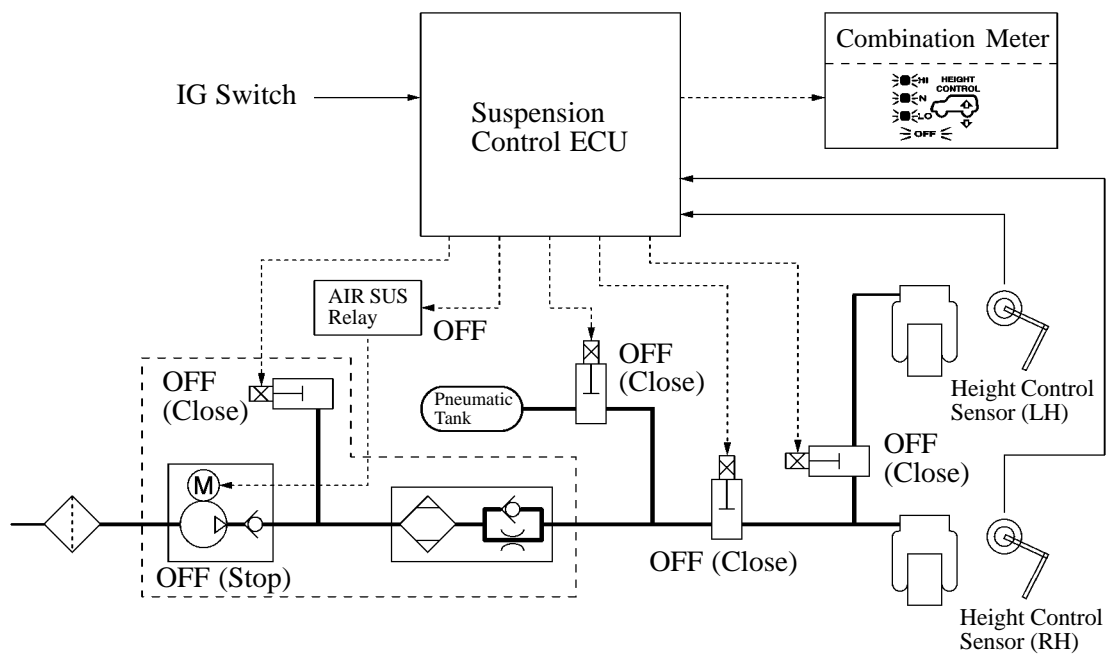 Combination Meter
HI
HEIGHT
CONTROL
N
LO
OFF
IG Switch
Suspension
Control ECU
AIR SUS
Relay
OFF
OFF
(Close)
OFF
(Close)
Pneumatic
Tank
Height Control
Sensor (LH)
OFF
(Close)
M
OFF (Stop)
OFF (Close)
Height Control
Sensor (RH)